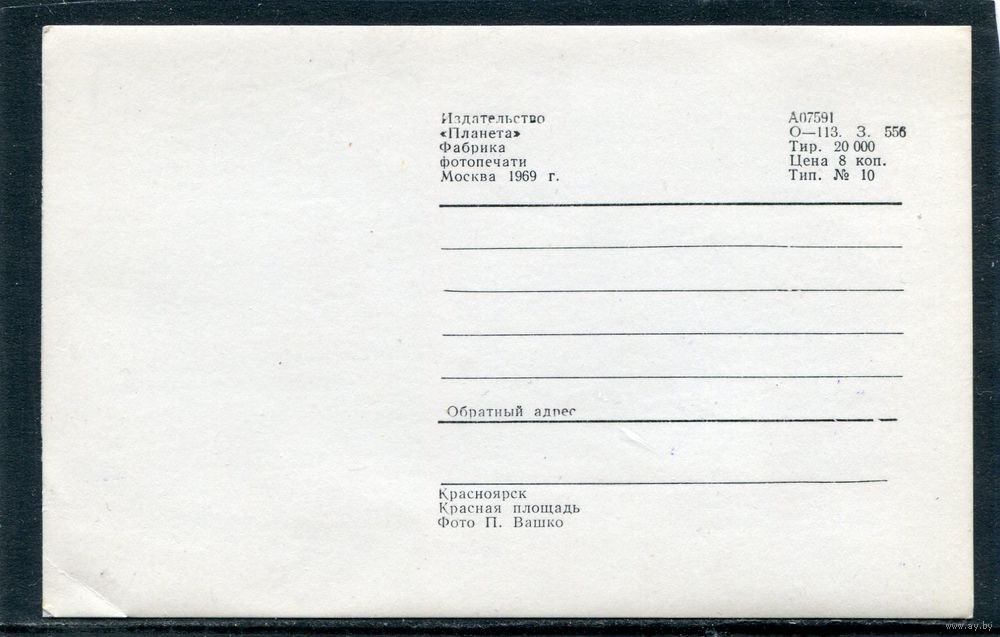 Издательство
«Планета»
Фабрика
фотопечати
Москва 1969 г.
А07591
О—113. З. 556
Тир. 20 000
Цена 8 коп.
Тип. № 10
Обратный адрес
Красноярск
Красная площадь
Фото П. Вашко
www.ay.by